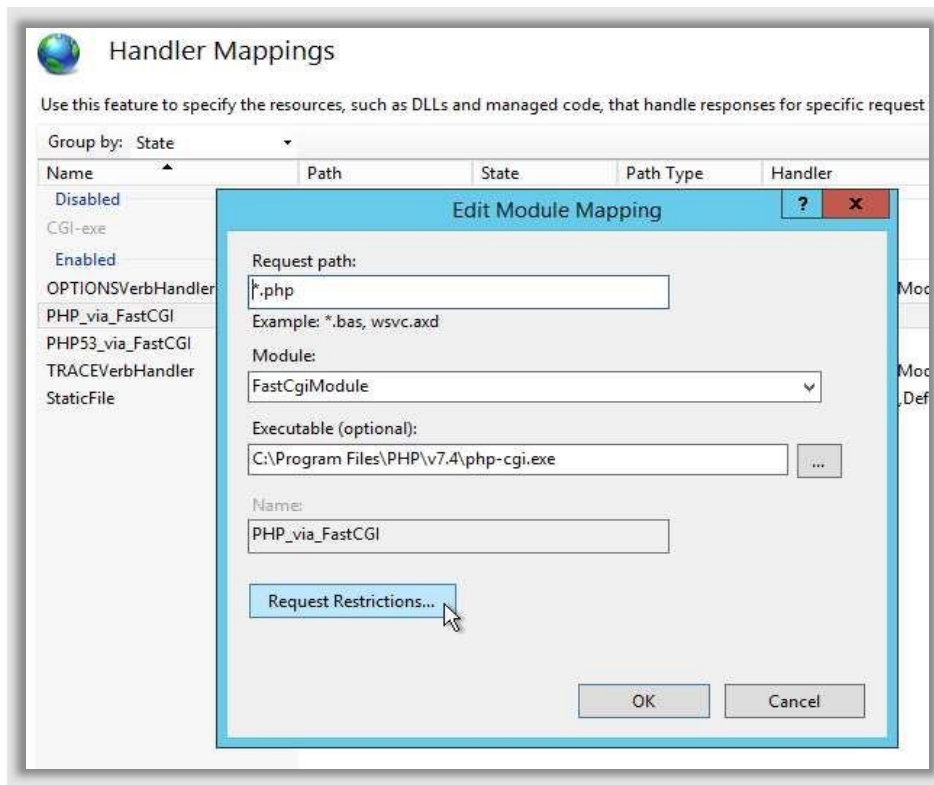 Handler Mappings
Use this feature to specify the resources, such as DLLs and managed code, that handle responses for specific request
Group by: State
Name Path State Path Type Handler
Disabled
CGI-exe
Enabled
OPTIONSVerbHandler
PHP_via_FastCGI
PHP53_via_FastCGI
TRACEVerbHandler
StaticFile
Moc
Moc
,Def
Edit Module Mapping
? x
Request path:
*.php
Example: *.bas, wsvc.axd
Module:
FastCgiModule
Executable (optional):
C:\Program Files\PHP\v7.4\php-cgi.exe
...
Name:
PHP_via_FastCGI
Request Restrictions...
OK Cancel